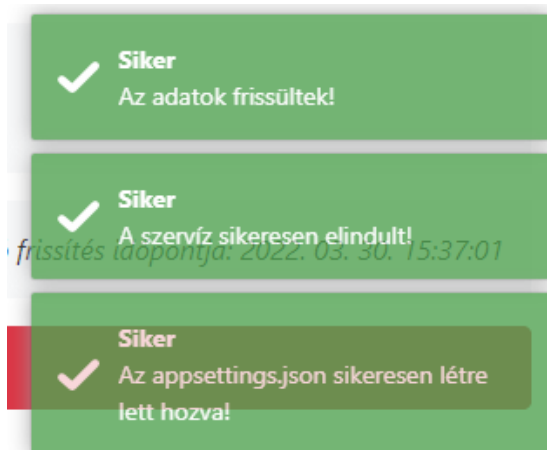 Siker
Az adatok frissültek!
Siker
A szervíz sikeresen elindult!
frissítés időpontja: 2022. 03. 30. 15:37:01
Siker
Az appsettings.json sikeresen létre
lett hozva!